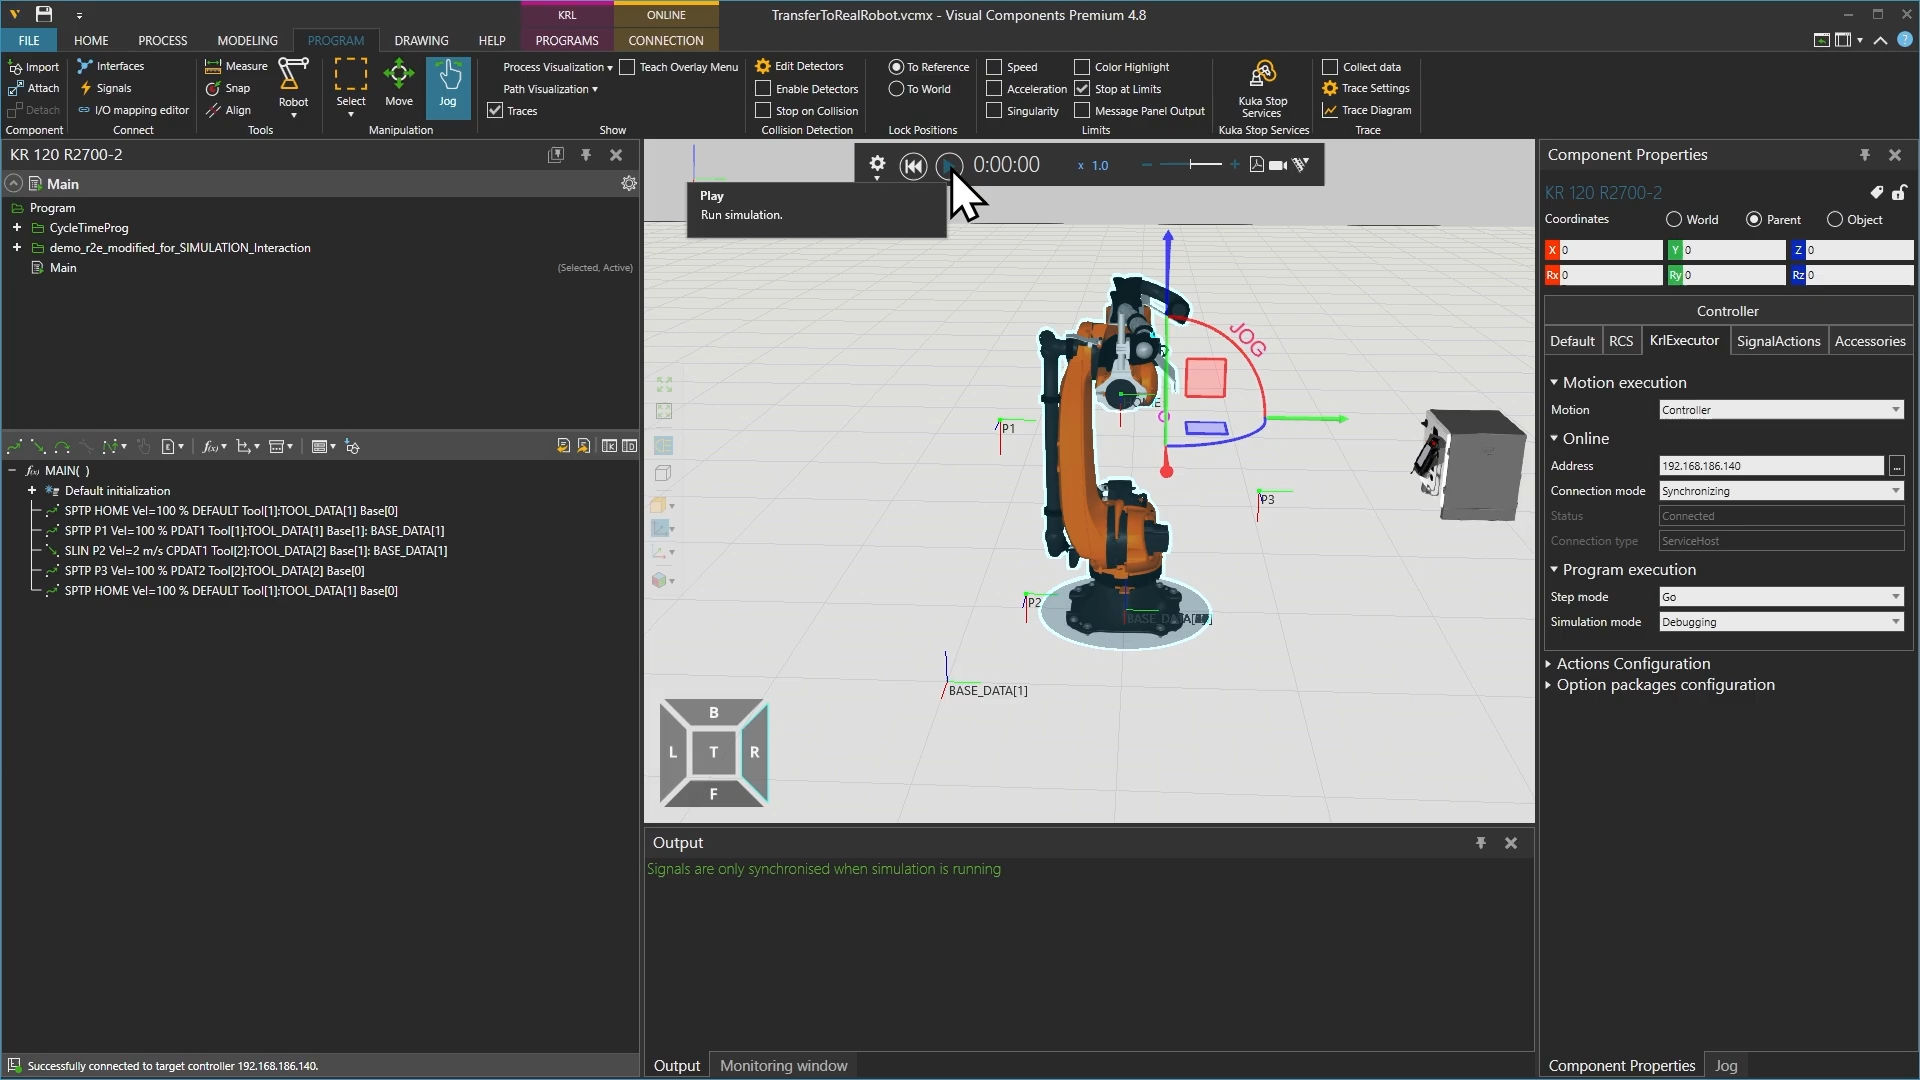 KRL
ONLINE
TransferToRealRobot.vcmx - Visual Components Premium 4.8
FILE
HOME
PROCESS
MODELING
PROGRAM
DRAWING
HELP
PROGRAMS
CONNECTION
Import
Attach
Detach
Component
Interfaces
Signals
I/O mapping editor
Connect
Measure
Snap
Align
Robot
Tools
Select
Move
Jog
Manipulation
Process Visualization
Path Visualization
Traces
Teach Overlay Menu
Show
Edit Detectors
Enable Detectors
Stop on Collision
Collision Detection
To Reference
To World
Lock Positions
Speed
Acceleration
Singularity
Color Highlight
Stop at Limits
Message Panel Output
Limits
Kuka Stop
Services
Kuka Stop Services
Collect data
Trace Settings
Trace Diagram
Trace
KR 120 R2700-2
Main
Program
CycleTimeProg
demo_r2e_modified_for_SIMULATION_Interaction
Main
(Selected, Active)
MAIN( )
Default initialization
SPTP HOME Vel=100 % DEFAULT Tool[1]:TOOL_DATA[1] Base[0]
SPTP P1 Vel=100 % PDAT1 Tool[1]:TOOL_DATA[1] Base[1]: BASE_DATA[1]
SLIN P2 Vel=2 m/s CPDAT1 Tool[2]:TOOL_DATA[2] Base[1]: BASE_DATA[1]
SPTP P3 Vel=100 % PDAT2 Tool[2]:TOOL_DATA[2] Base[0]
SPTP HOME Vel=100 % DEFAULT Tool[1]:TOOL_DATA[1] Base[0]
Successfully connected to target controller 192.168.186.140.
0:00:00
x 1.0
Play
Run simulation.
JOG
P1
P3
P2
BASE_DATA[1]
B
L
T
R
F
Output
Signals are only synchronised when simulation is running
Output
Monitoring window
Component Properties
KR 120 R2700-2
Coordinates
World
Parent
Object
X 0
Y 0
Z 0
Rx 0
Ry 0
Rz 0
Controller
Default
RCS
KrlExecutor
SignalActions
Accessories
Motion execution
Motion
Controller
Online
Address
192.168.186.140
...
Connection mode
Synchronizing
Status
Connected
Connection type
ServiceHost
Program execution
Step mode
Go
Simulation mode
Debugging
Actions Configuration
Option packages configuration
Component Properties
Jog